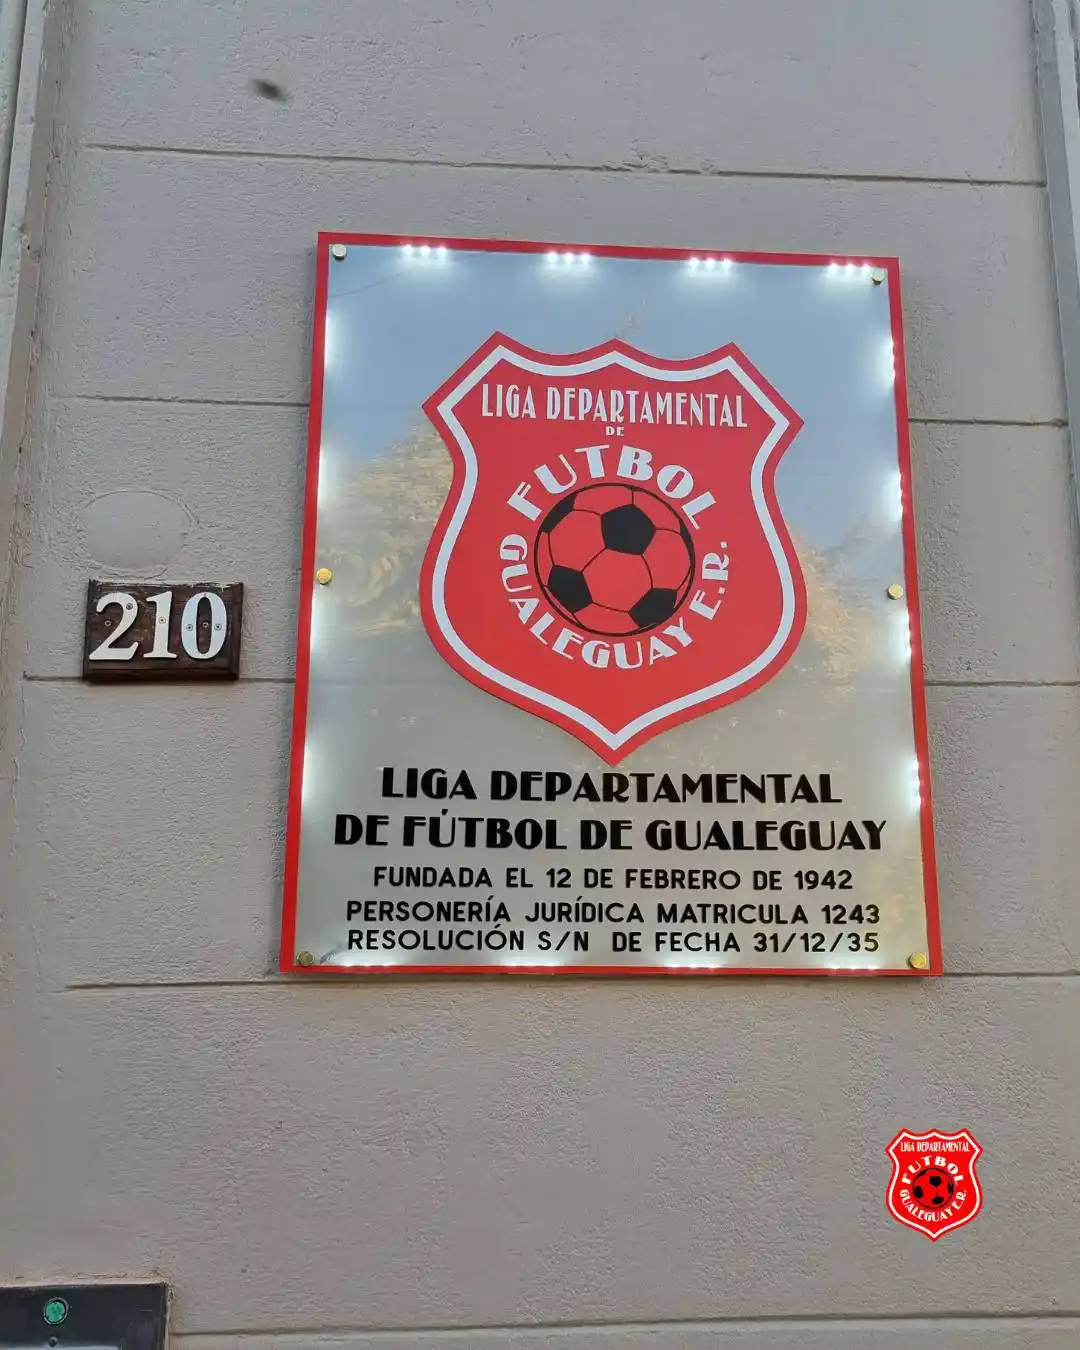 LIGA DEPARTAMENTAL
DE
FUTBOL
GUALEGUAY E.R.
210
LIGA DEPARTAMENTAL
DE FÚTBOL DE GUALEGUAY
FUNDADA EL 12 DE FEBRERO DE 1942
PERSONERÍA JURÍDICA MATRICULA 1243
RESOLUCIÓN S/N DE FECHA 31/12/35
LIGA DEPARTAMENTAL
FUTBOL
GUALEGUAY E.R.